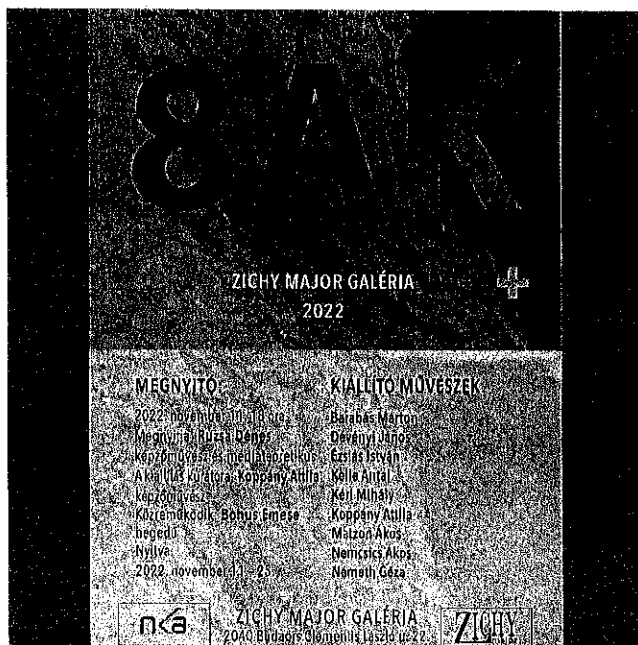 8AK
+
ZICHY MAJOR GALÉRIA
2022
MEGNYITÓ:
2022. november 11. 18 óra
Megnyitja: Ruzsa Dénes
képzőművész és médiateoretikus
A kiállítás kurátora: Koppány Attila
képzőművész
Közreműködik: Bohus Emese
hegedű
Nyitva
2022. november 11 - 25
KIÁLLÍTÓ MŰVÉSZEK
Barabás Márton
Dévényi János
Ézsiás István
Kelle Antal
Kéri Mihály
Koppány Attila
Matzon Ákos
Nemcsics Ákos
Németh Géza
nka
ZICHY MAJOR GALÉRIA
2040 Budaörs Clementis László u. 22
ZICHY